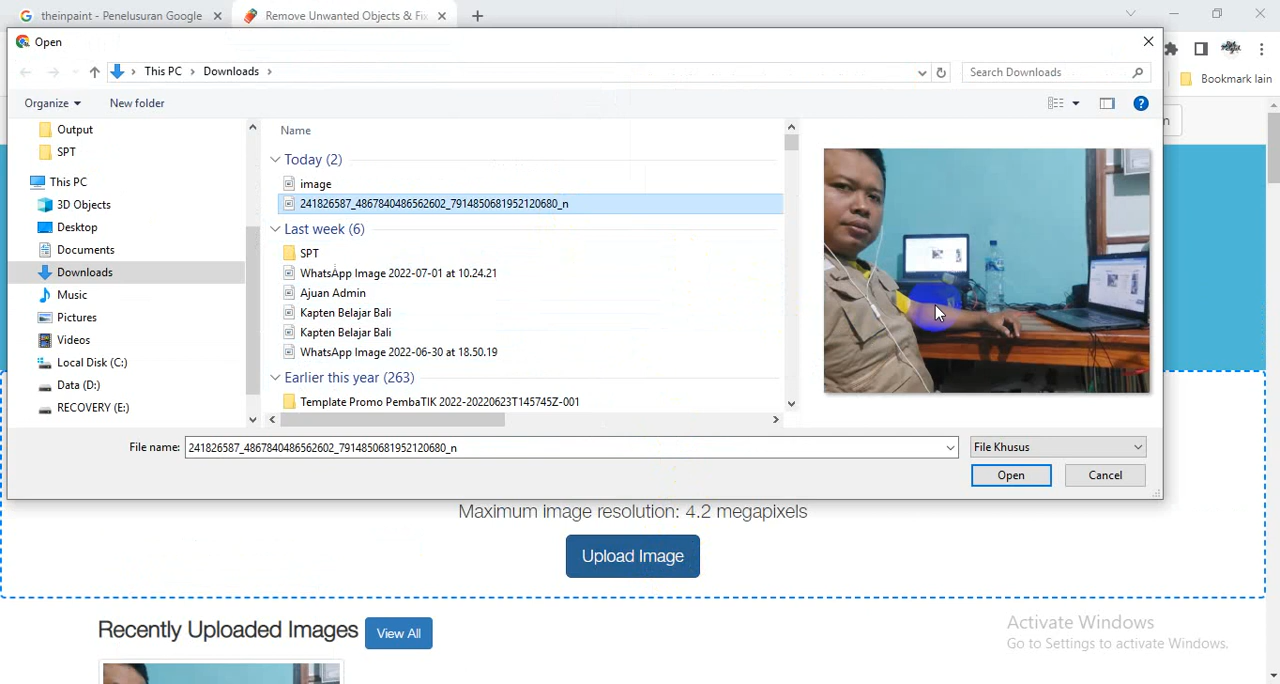 theinpaint - Penelusuran Google
Remove Unwanted Objects & Fix
Open
This PC
Downloads
Search Downloads
Bookmark lain
Organize
New folder
Output
SPT
This PC
3D Objects
Desktop
Documents
Downloads
Music
Pictures
Videos
Local Disk (C:)
Data (D:)
RECOVERY (E:)
Name
Today (2)
image
241826587_4867840486562602_7914850681952120680_n
Last week (6)
SPT
WhatsApp Image 2022-07-01 at 10.24.21
Ajuan Admin
Kapten Belajar Bali
Kapten Belajar Bali
WhatsApp Image 2022-06-30 at 18.50.19
Earlier this year (263)
Template Promo PembaTIK 2022-20220623T145745Z-001
File name:
241826587_4867840486562602_7914850681952120680_n
File Khusus
Open
Cancel
Maximum image resolution: 4.2 megapixels
Upload Image
Recently Uploaded Images
View All
Activate Windows
Go to Settings to activate Windows.